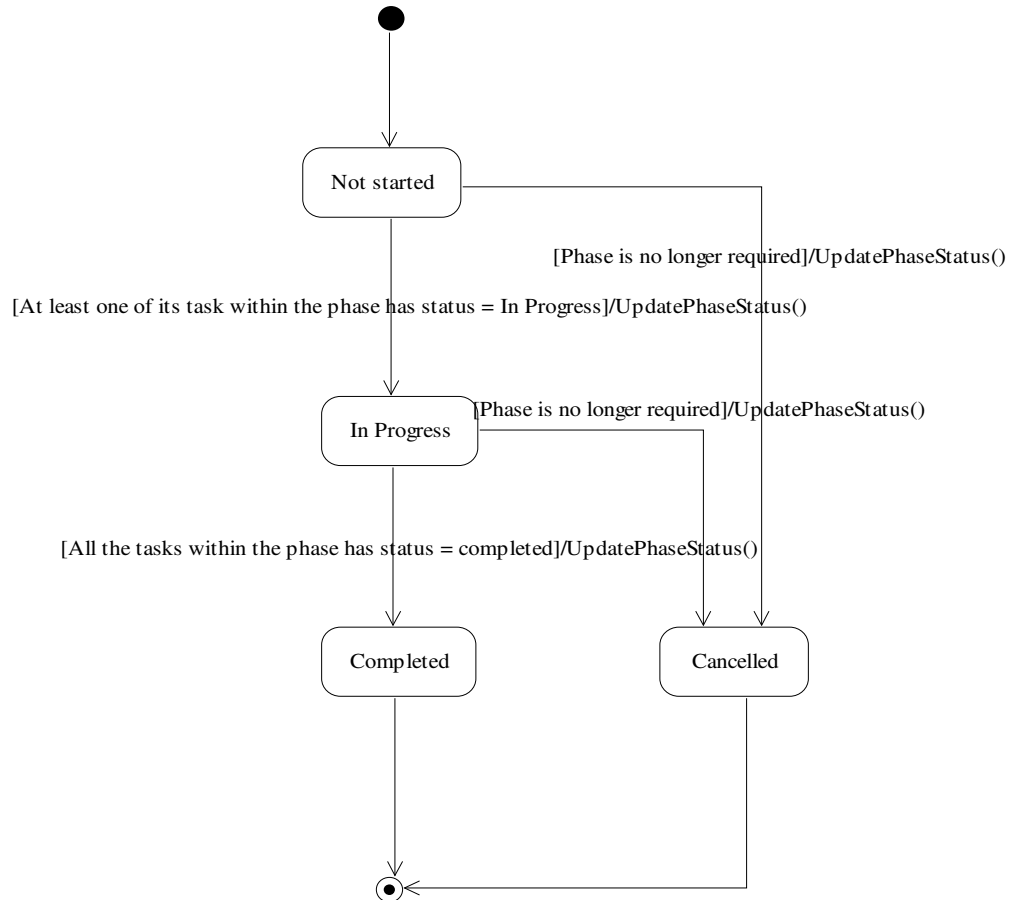 Not started
[Phase is no longer required]/UpdatePhaseStatus()
[At least one of its task within the phase has status = In Progress]/UpdatePhaseStatus()
[Phase is no longer required]/UpdatePhaseStatus()
In Progress
[All the tasks within the phase has status = completed]/UpdatePhaseStatus()
Completed
Cancelled